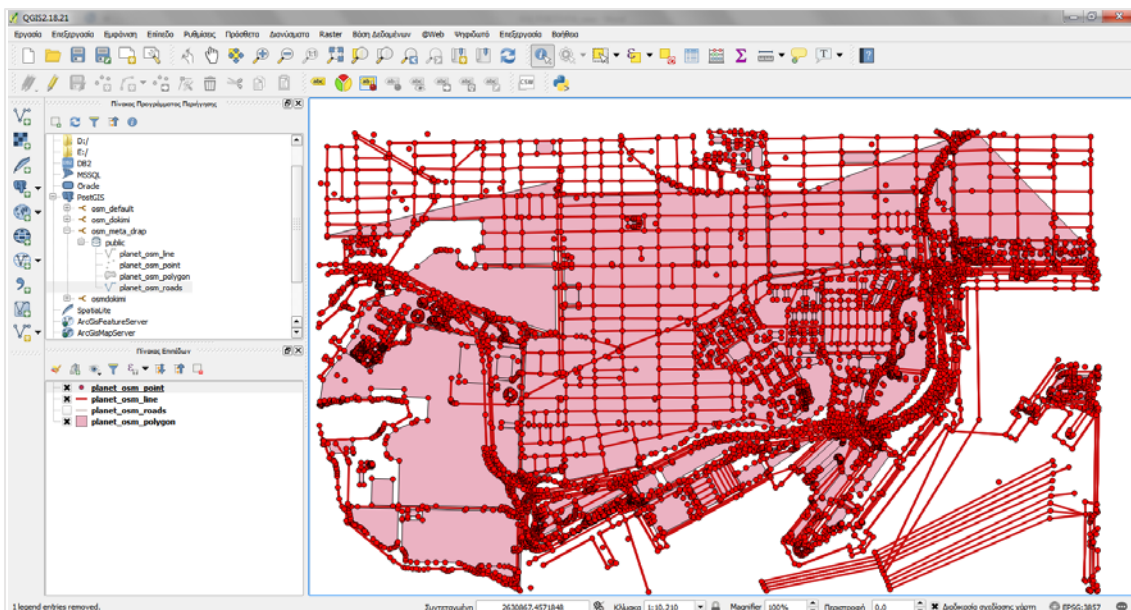 QGIS2.18.21
Εργασία Επεξεργασία Εμφάνιση Επίπεδο Ρυθμίσεις Πρόσθετα Διανύσματα Raster Βάση Δεδομένων @Web Ψηφιδωτό Επεξεργασία Βοήθεια
Πίνακας Προγράμματος Περιήγησης
D:/
E:/
DB2
MSSQL
Oracle
PostGIS
osm_default
osm_dokimi
osm_meta_drap
public
planet_osm_line
planet_osm_point
planet_osm_polygon
planet_osm_roads
osmdokimi
SpatiaLite
ArcGisFeatureServer
ArcGisMapServer
Πίνακας Επιπέδων
planet_osm_point
planet_osm_line
planet_osm_roads
planet_osm_polygon
1 legend entries removed. Συντεταγμένη 2630867,4571848 Κλίμακα 1:10.210 Magnifier 100% Περιστροφή 0,0 Διαδικασία σχεδίασης χάρτη EPSG:3857